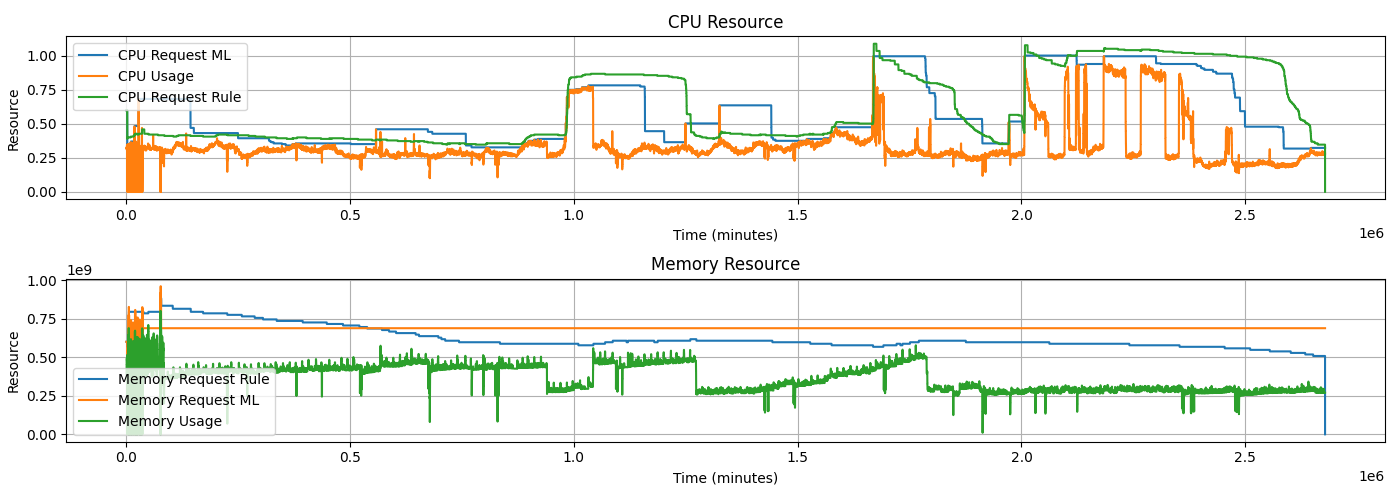 CPU Resource
1.00
0.75
0.50
0.25
0.00
Resource
CPU Request ML
CPU Usage
CPU Request Rule
0.0
0.5
1.0
1.5
2.0
2.5
Time (minutes)
1e6
Memory Resource
1e9
1.00
0.75
0.50
0.25
0.00
Resource
Memory Request Rule
Memory Request ML
Memory Usage
0.0
0.5
1.0
1.5
2.0
2.5
Time (minutes)
1e6